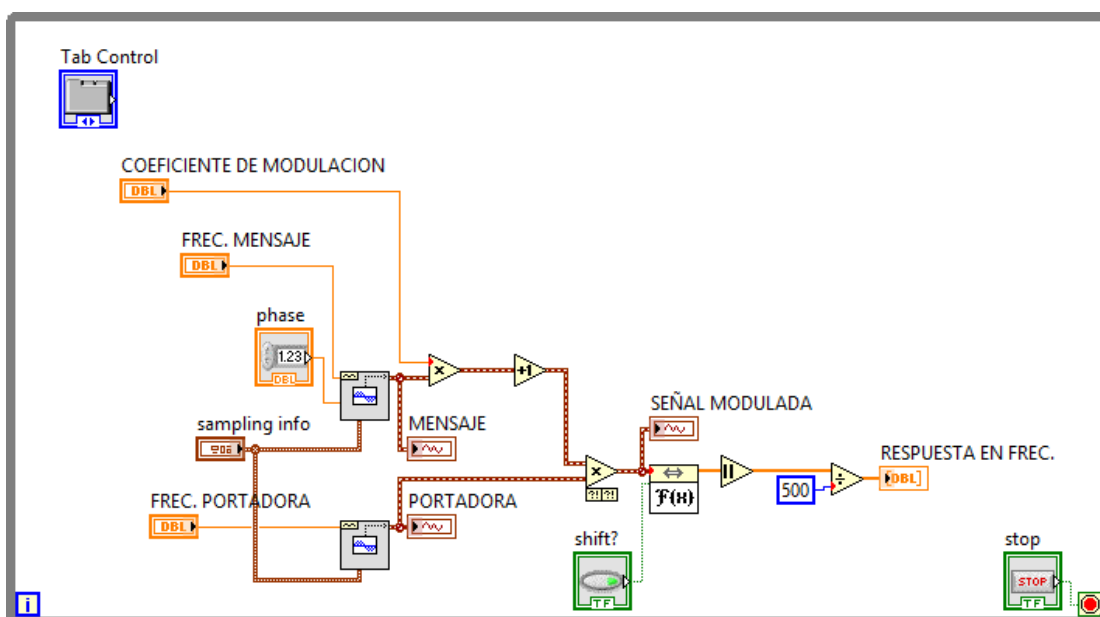 Tab Control
COEFICIENTE DE MODULACION
DBL
FREC. MENSAJE
DBL
phase
1.23
DBL
x
+1
sampling info
MENSAJE
SEÑAL MODULADA
FREC. PORTADORA
DBL
PORTADORA
x
?! ?!
F(x)
500
÷
RESPUESTA EN FREC.
DBL
shift?
TF
stop
STOP
TF
i